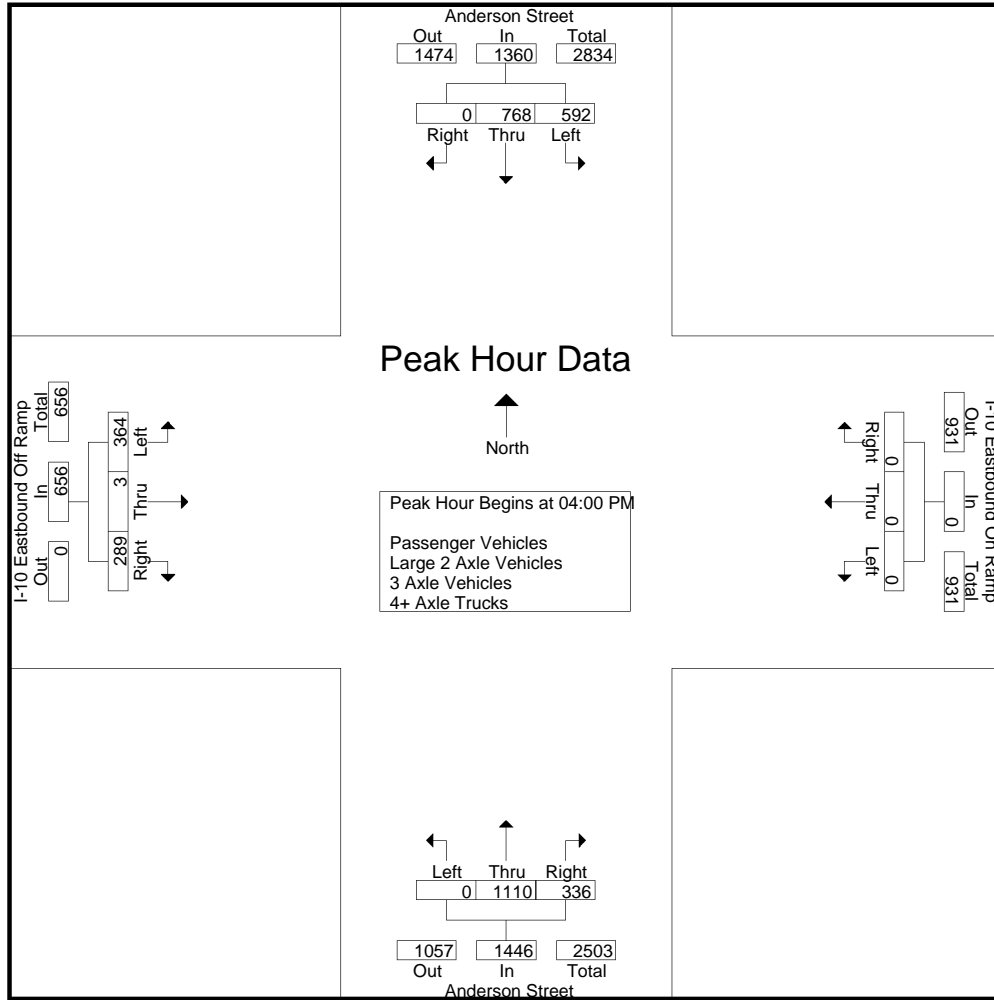 Anderson Street
Out In Total
1474 1360 2834
0 768 592
Right Thru Left
Peak Hour Data
North
Peak Hour Begins at 04:00 PM
Passenger Vehicles
Large 2 Axle Vehicles
3 Axle Vehicles
4+ Axle Trucks
I-10 Eastbound Off Ramp
Out In Total
0 656 656
364 3 289
Left Thru Right
I-10 Eastbound On Ramp
Out In Total
931 0 931
0 0 0
Right Thru Left
Left Thru Right
0 1110 336
1057 1446 2503
Out In Total
Anderson Street